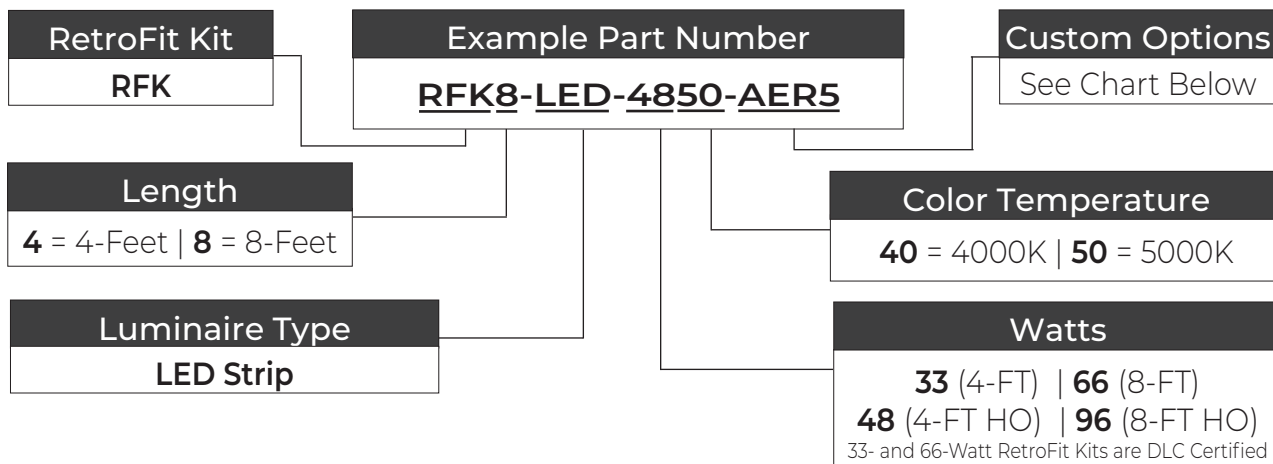 RetroFit Kit
RFK
Example Part Number
RFK8-LED-4850-AER5
Custom Options
See Chart Below
Length
4 = 4-Feet | 8 = 8-Feet
Color Temperature
40 = 4000K | 50 = 5000K
Luminaire Type
LED Strip
Watts
33 (4-FT) | 66 (8-FT)
48 (4-FT HO) | 96 (8-FT HO)
33- and 66-Watt RetroFit Kits are DLC Certified